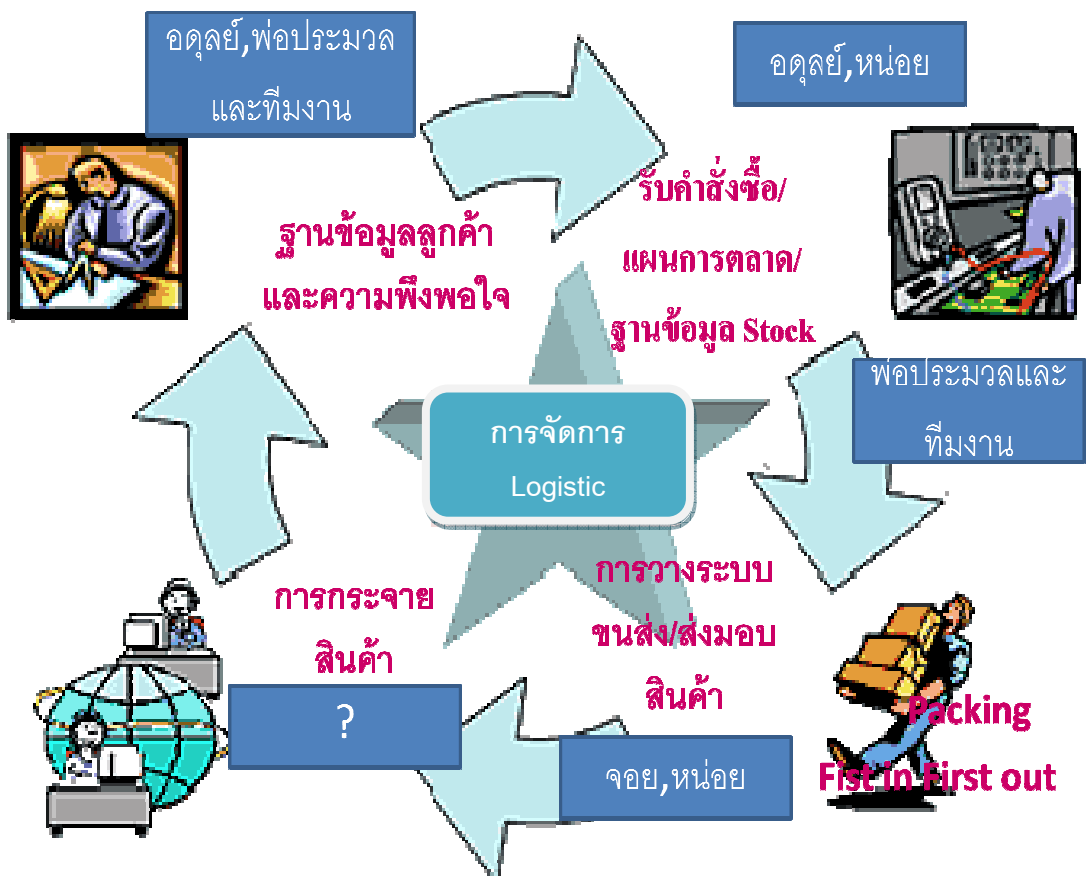 อดุลย์,พ่อประมวล
และทีมงาน
อดุลย์,หน่อย
รับคำสั่งซื้อ/
แผนการตลาด/
ฐานข้อมูล Stock
ฐานข้อมูลลูกค้า
และความพึงพอใจ
พ่อประมวลและ
ทีมงาน
การจัดการ
Logistic
การวางระบบ
ขนส่ง/ส่งมอบ
สินค้า
การกระจาย
สินค้า
Packing
Fist in First out
?
จอย,หน่อย